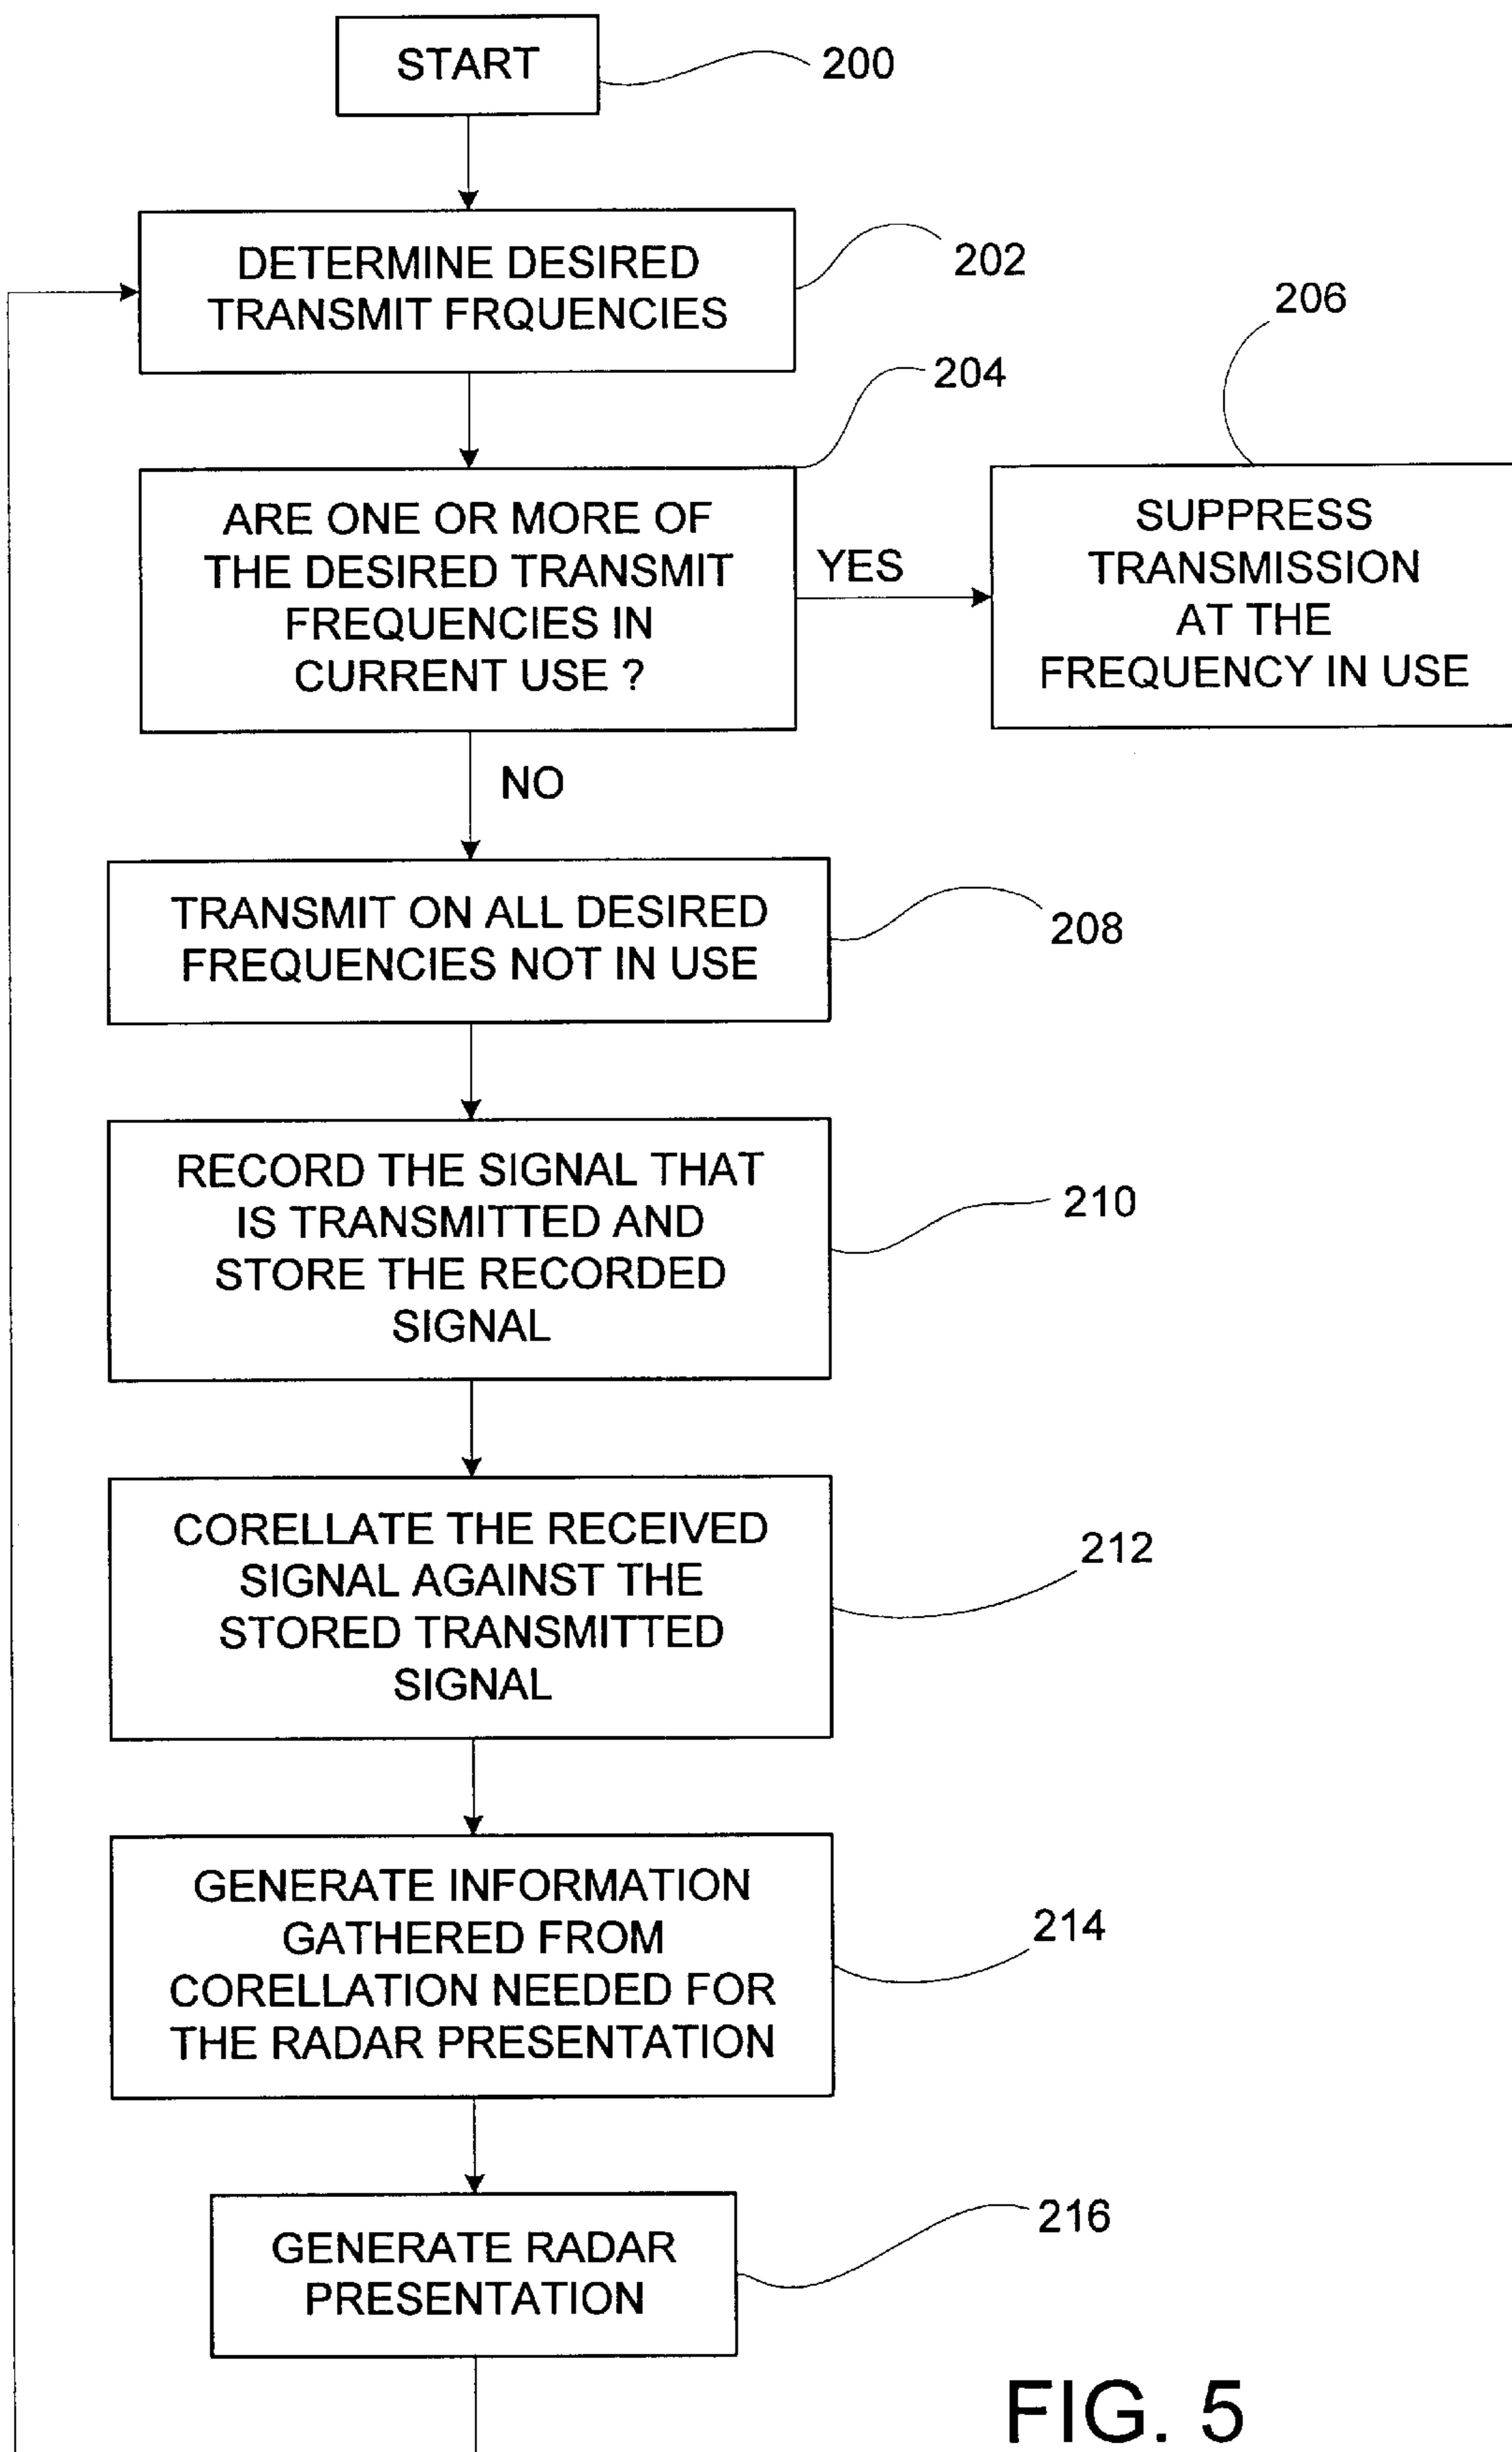 START
200
DETERMINE DESIRED
TRANSMIT FRQUENCIES
202
204
206
ARE ONE OR MORE OF
THE DESIRED TRANSMIT
FREQUENCIES IN
CURRENT USE ?
YES
SUPPRESS
TRANSMISSION
AT THE
FREQUENCY IN USE
NO
TRANSMIT ON ALL DESIRED
FREQUENCIES NOT IN USE
208
RECORD THE SIGNAL THAT
IS TRANSMITTED AND
STORE THE RECORDED
SIGNAL
210
CORELLATE THE RECEIVED
SIGNAL AGAINST THE
STORED TRANSMITTED
SIGNAL
212
GENERATE INFORMATION
GATHERED FROM
CORELLATION NEEDED FOR
THE RADAR PRESENTATION
214
GENERATE RADAR
PRESENTATION
216
FIG. 5